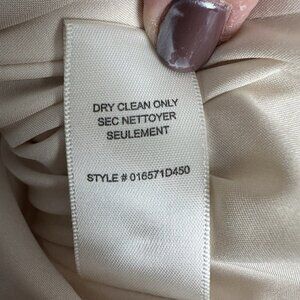 DRY CLEAN ONLY
SEC NETTOYER
SEULEMENT
STYLE # 016571D450